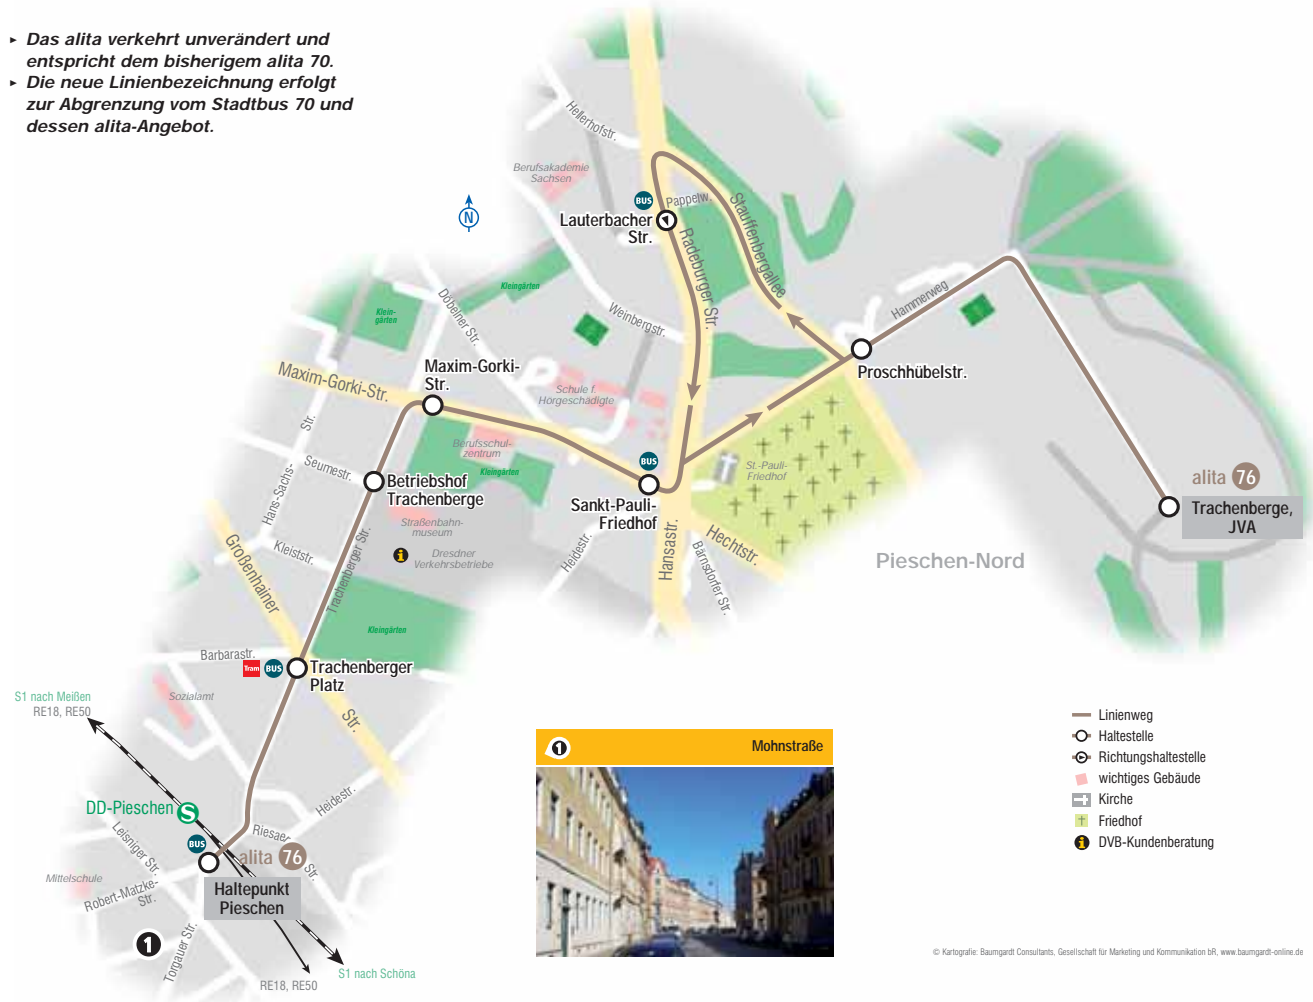 ► Das alita verkehrt unverändert und
entspricht dem bisherigem alita 70.
► Die neue Linienbezeichnung erfolgt
zur Abgrenzung vom Stadtbus 70 und
dessen alita-Angebot.
Hellerhofstr.
Berufsakademie
Sachsen
N
BUS
Pappelw.
Lauterbacher
Str.
Stauffenbergallee
Radeburger Str.
Kleingärten
Klein-
gärten
Döbelner Str.
Weinbergstr.
Hammerweg
Proschhübelstr.
Maxim-Gorki-Str.
Maxim-Gorki-
Str.
Schule f.
Hörgeschädigte
Berufsschul-
zentrum
Kleingärten
BUS
St.-Pauli-
Friedhof
Hans-Sachs-
Str.
Seumestr.
Betriebshof
Trachenberge
Sankt-Pauli-
Friedhof
alita 76
Trachenberge,
JVA
Straßenbahn-
museum
i
Dresdner
Verkehrsbetriebe
Kleiststr.
Großenhainer
Str.
Trachenberger Str.
Heidestr.
Hansastr.
Hechtstr.
Bärnsdorfer Str.
Pieschen-Nord
Kleingärten
Barbarastr.
Tram
BUS
Trachenberger
Platz
Sozialamt
S1 nach Meißen
RE18, RE50
DD-Pieschen
S
Heidestr.
Riesaer
Str.
Leisniger Str.
BUS
alita 76
Haltepunkt
Pieschen
Mittelschule
Robert-Matzke-
Str.
1
Torgauer Str.
S1 nach Schöna
RE18, RE50
1
Mohnstraße
Linienweg
Haltestelle
Richtungshaltestelle
wichtiges Gebäude
Kirche
Friedhof
i
DVB-Kundenberatung
© Kartografie: Baumgardt Consultants, Gesellschaft für Marketing und Kommunikation bR, www.baumgardt-online.de